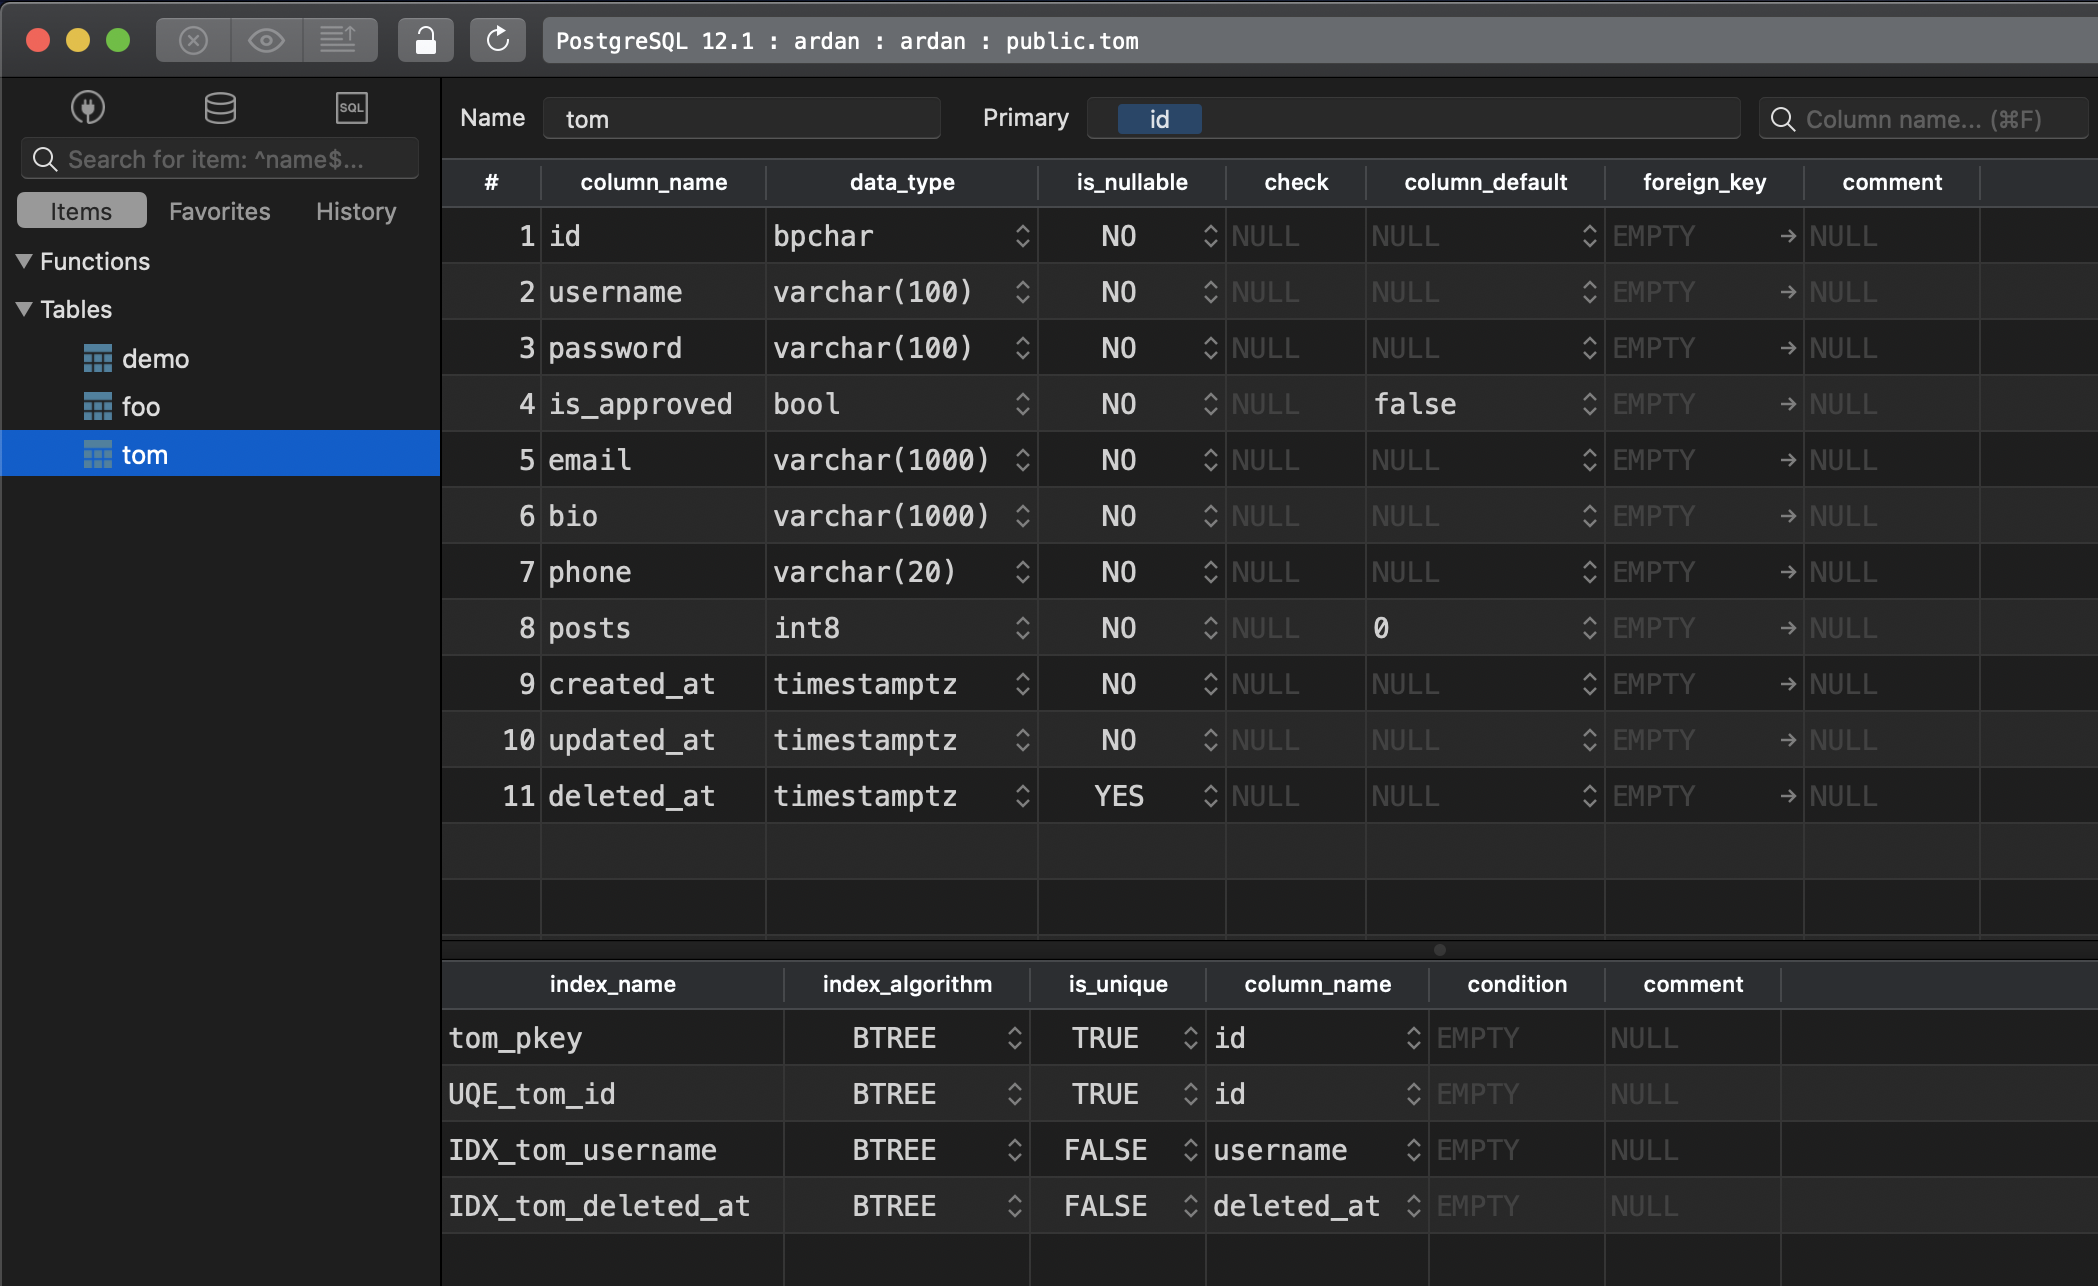 PostgreSQL 12.1 : ardan : ardan : public.tom
SQL
Search for item: ^name$...
Items Favorites History
Functions
Tables
demo
foo
tom
Name tom Primary id Column name... (⌘F)
# column_name data_type is_nullable check column_default foreign_key comment
1 id bpchar NO NULL NULL EMPTY NULL
2 username varchar(100) NO NULL NULL EMPTY NULL
3 password varchar(100) NO NULL NULL EMPTY NULL
4 is_approved bool NO NULL false EMPTY NULL
5 email varchar(1000) NO NULL NULL EMPTY NULL
6 bio varchar(1000) NO NULL NULL EMPTY NULL
7 phone varchar(20) NO NULL NULL EMPTY NULL
8 posts int8 NO NULL 0 EMPTY NULL
9 created_at timestamptz NO NULL NULL EMPTY NULL
10 updated_at timestamptz NO NULL NULL EMPTY NULL
11 deleted_at timestamptz YES NULL NULL EMPTY NULL
index_name index_algorithm is_unique column_name condition comment
tom_pkey BTREE TRUE id EMPTY NULL
UQE_tom_id BTREE TRUE id EMPTY NULL
IDX_tom_username BTREE FALSE username EMPTY NULL
IDX_tom_deleted_at BTREE FALSE deleted_at EMPTY NULL